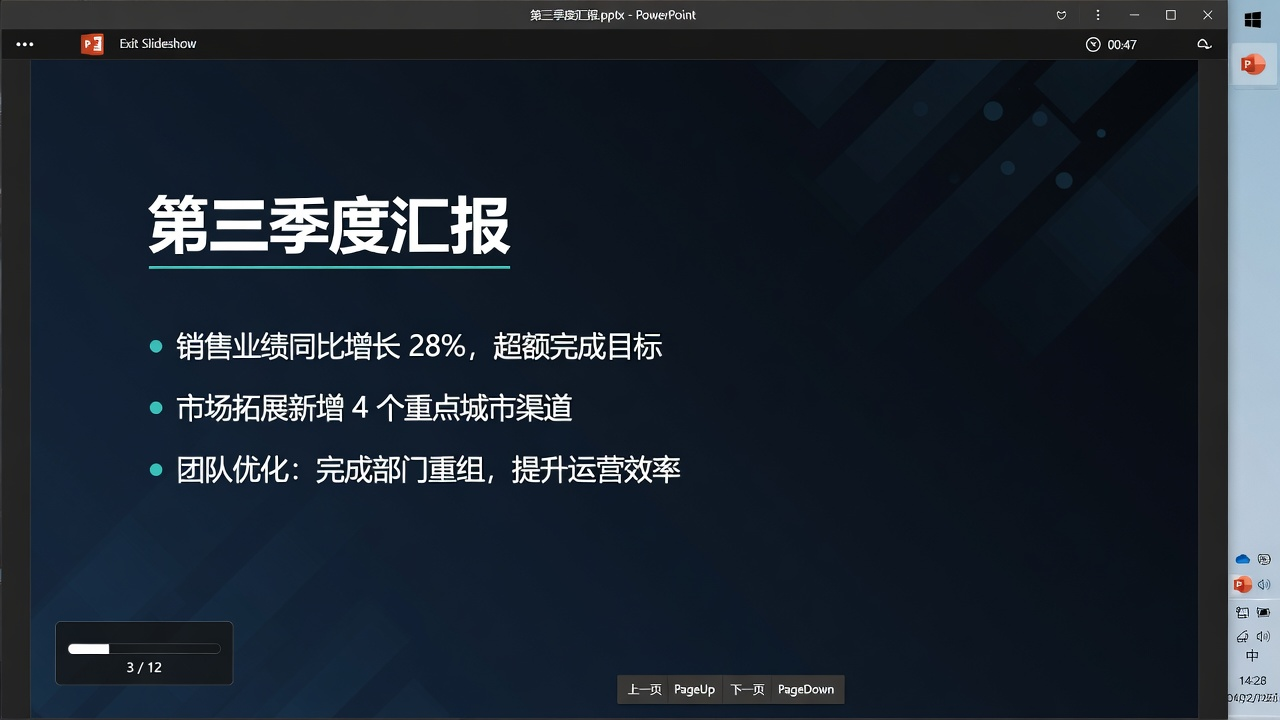 第三季度汇报.pptx - PowerPoint
Exit Slideshow
00:47
第三季度汇报
销售业绩同比增长 28%，超额完成目标
市场拓展新增 4 个重点城市渠道
团队优化：完成部门重组，提升运营效率
3 / 12
上一页 PageUp 下一页 PageDown
中
14:28